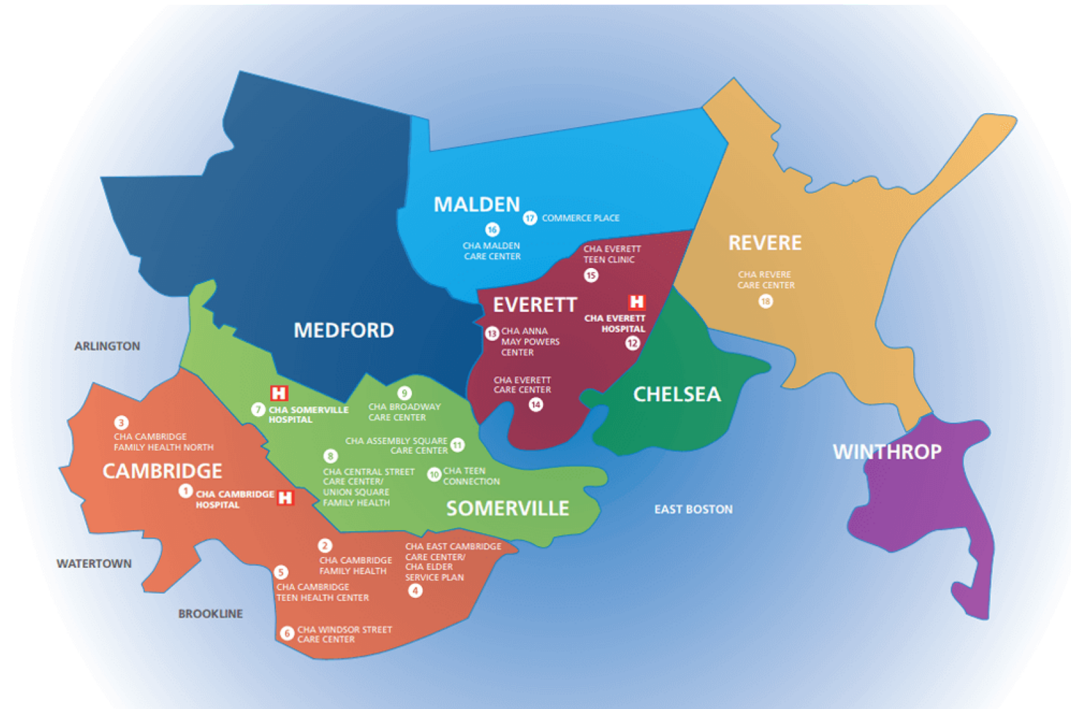 MALDEN
17 COMMERCE PLACE
16
CHA MALDEN
CARE CENTER
REVERE
CHA REVERE
CARE CENTER
18
CHA EVERETT
TEEN CLINIC
15
EVERETT
H
CHA EVERETT
HOSPITAL
12
13 CHA ANNA
MAY POWERS
CENTER
CHA EVERETT
CARE CENTER
14
MEDFORD
ARLINGTON
CHELSEA
H
7 CHA SOMERVILLE
HOSPITAL
9
CHA BROADWAY
CARE CENTER
CHA ASSEMBLY SQUARE
CARE CENTER 11
8
CHA CENTRAL STREET
CARE CENTER/
UNION SQUARE
FAMILY HEALTH
10 CHA TEEN
CONNECTION
SOMERVILLE
3
CHA CAMBRIDGE
FAMILY HEALTH NORTH
CAMBRIDGE
1 CHA CAMBRIDGE
HOSPITAL
H
WINTHROP
EAST BOSTON
WATERTOWN
2
CHA CAMBRIDGE
FAMILY HEALTH
CHA EAST CAMBRIDGE
CARE CENTER/
CHA ELDER
SERVICE PLAN
4
5
CHA CAMBRIDGE
TEEN HEALTH CENTER
BROOKLINE
6 CHA WINDSOR STREET
CARE CENTER